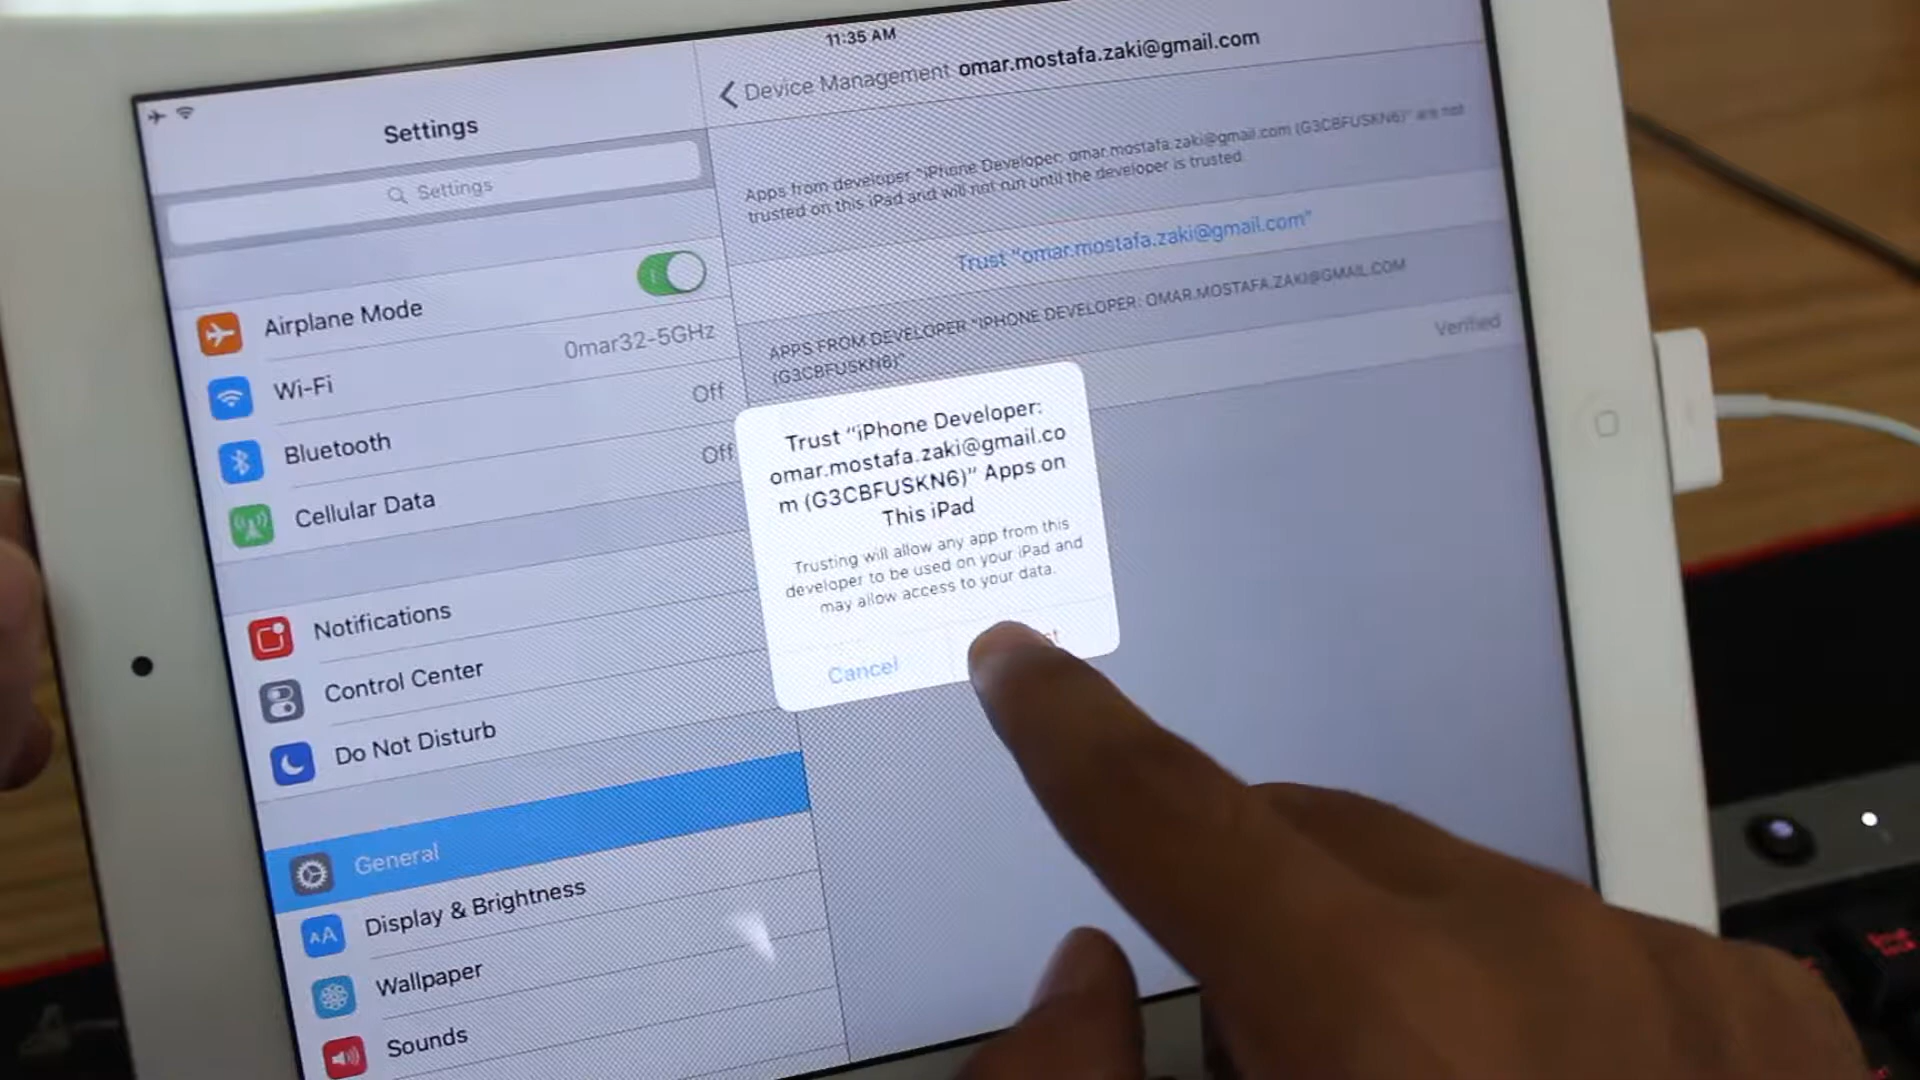 11:35 AM
Settings
Settings
Airplane Mode
Wi-Fi
0mar32-5GHz
Bluetooth
Off
Cellular Data
Off
Notifications
Control Center
Do Not Disturb
General
Display & Brightness
AA
Wallpaper
Sounds
Device Management
omar.mostafa.zaki@gmail.com
Apps from developer "iPhone Developer: omar.mostafa.zaki@gmail.com (G3CBFUSKN6)" are not
trusted on this iPad and will not run until the developer is trusted.
Trust "omar.mostafa.zaki@gmail.com"
APPS FROM DEVELOPER "IPHONE DEVELOPER: OMAR.MOSTAFA.ZAKI@GMAIL.COM
(G3CBFUSKN6)"
Verified
Trust "iPhone Developer:
omar.mostafa.zaki@gmail.co
m (G3CBFUSKN6)" Apps on
This iPad
Trusting will allow any app from this
developer to be used on your iPad and
may allow access to your data.
Cancel